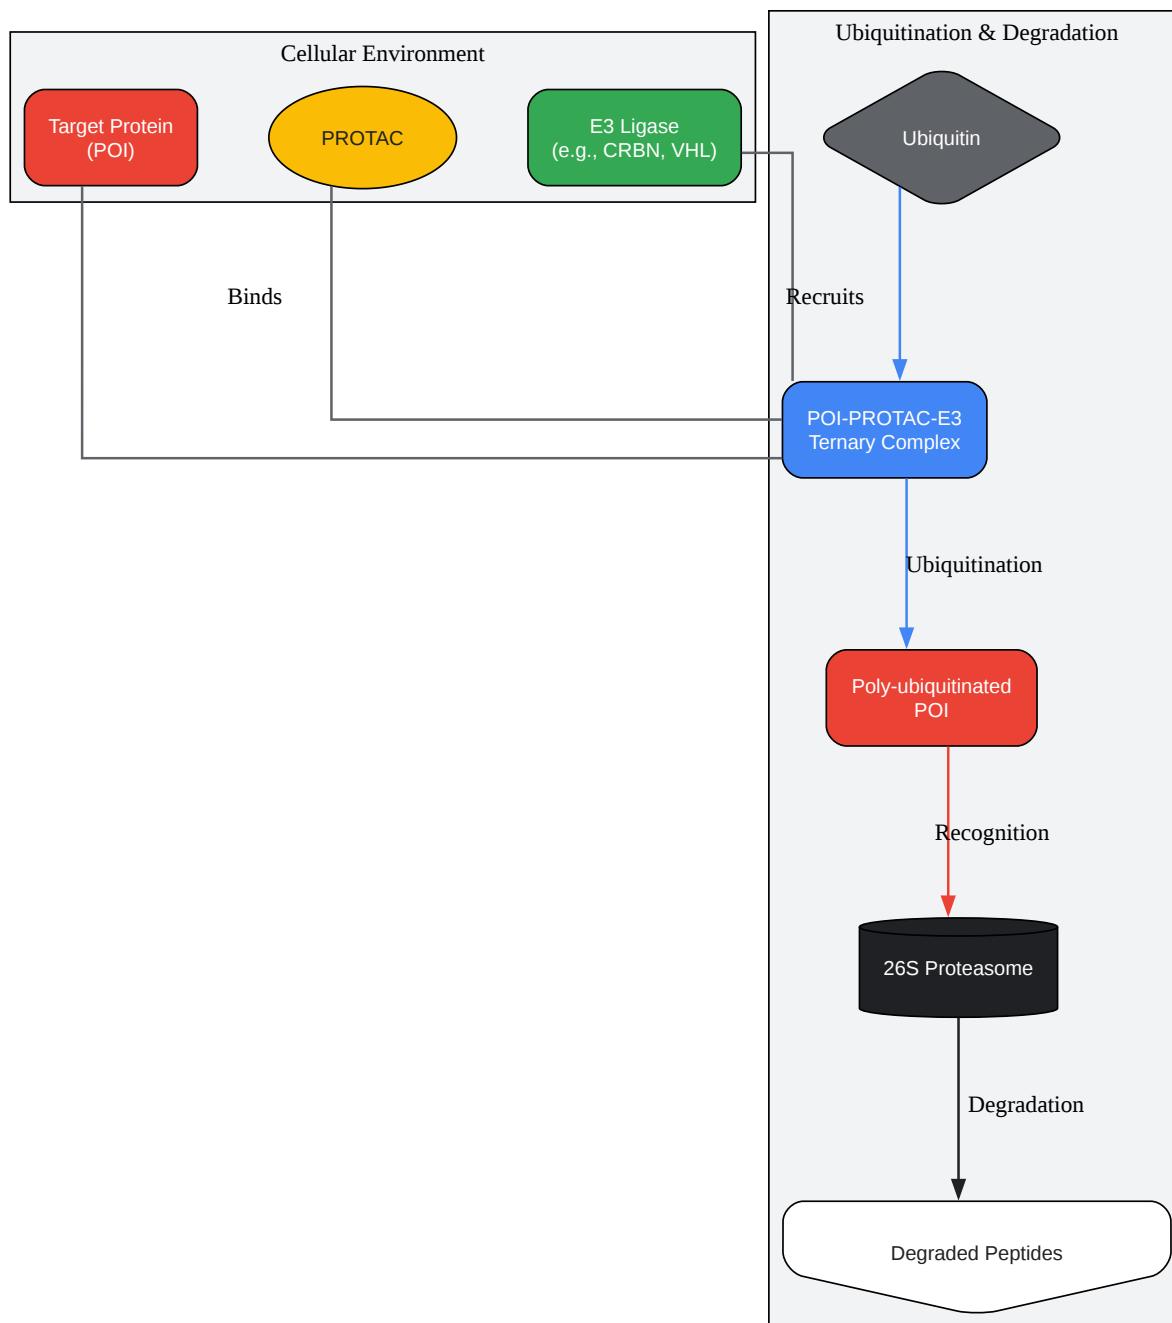 Cellular Environment
Ubiquitination & Degradation
Target Protein
(POI)
PROTAC
E3 Ligase
(e.g., CRBN, VHL)
Ubiquitin
Binds
Recruits
POI-PROTAC-E3
Ternary Complex
Ubiquitination
Poly-ubiquitinated
POI
Recognition
26S Proteasome
Degradation
Degraded Peptides